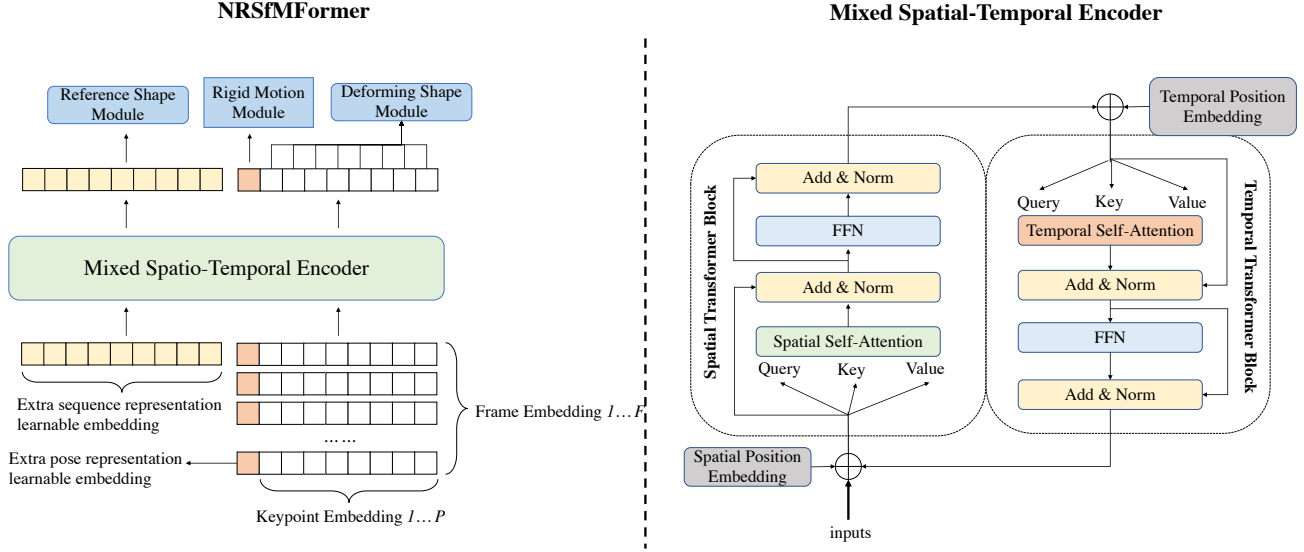 NRSfMFormer
Reference Shape
Module
Rigid Motion
Module
Deforming Shape
Module
Mixed Spatio-Temporal Encoder
Extra sequence representation
learnable embedding
Frame Embedding 1…F
... ...
Extra pose representation
learnable embedding
Keypoint Embedding 1…P
Mixed Spatial-Temporal Encoder
Temporal Position
Embedding
Spatial Transformer Block
Add & Norm
FFN
Add & Norm
Spatial Self-Attention
Query
Key
Value
Spatial Position
Embedding
inputs
Query
Key
Value
Temporal Self-Attention
Add & Norm
FFN
Add & Norm
Temporal Transformer Block